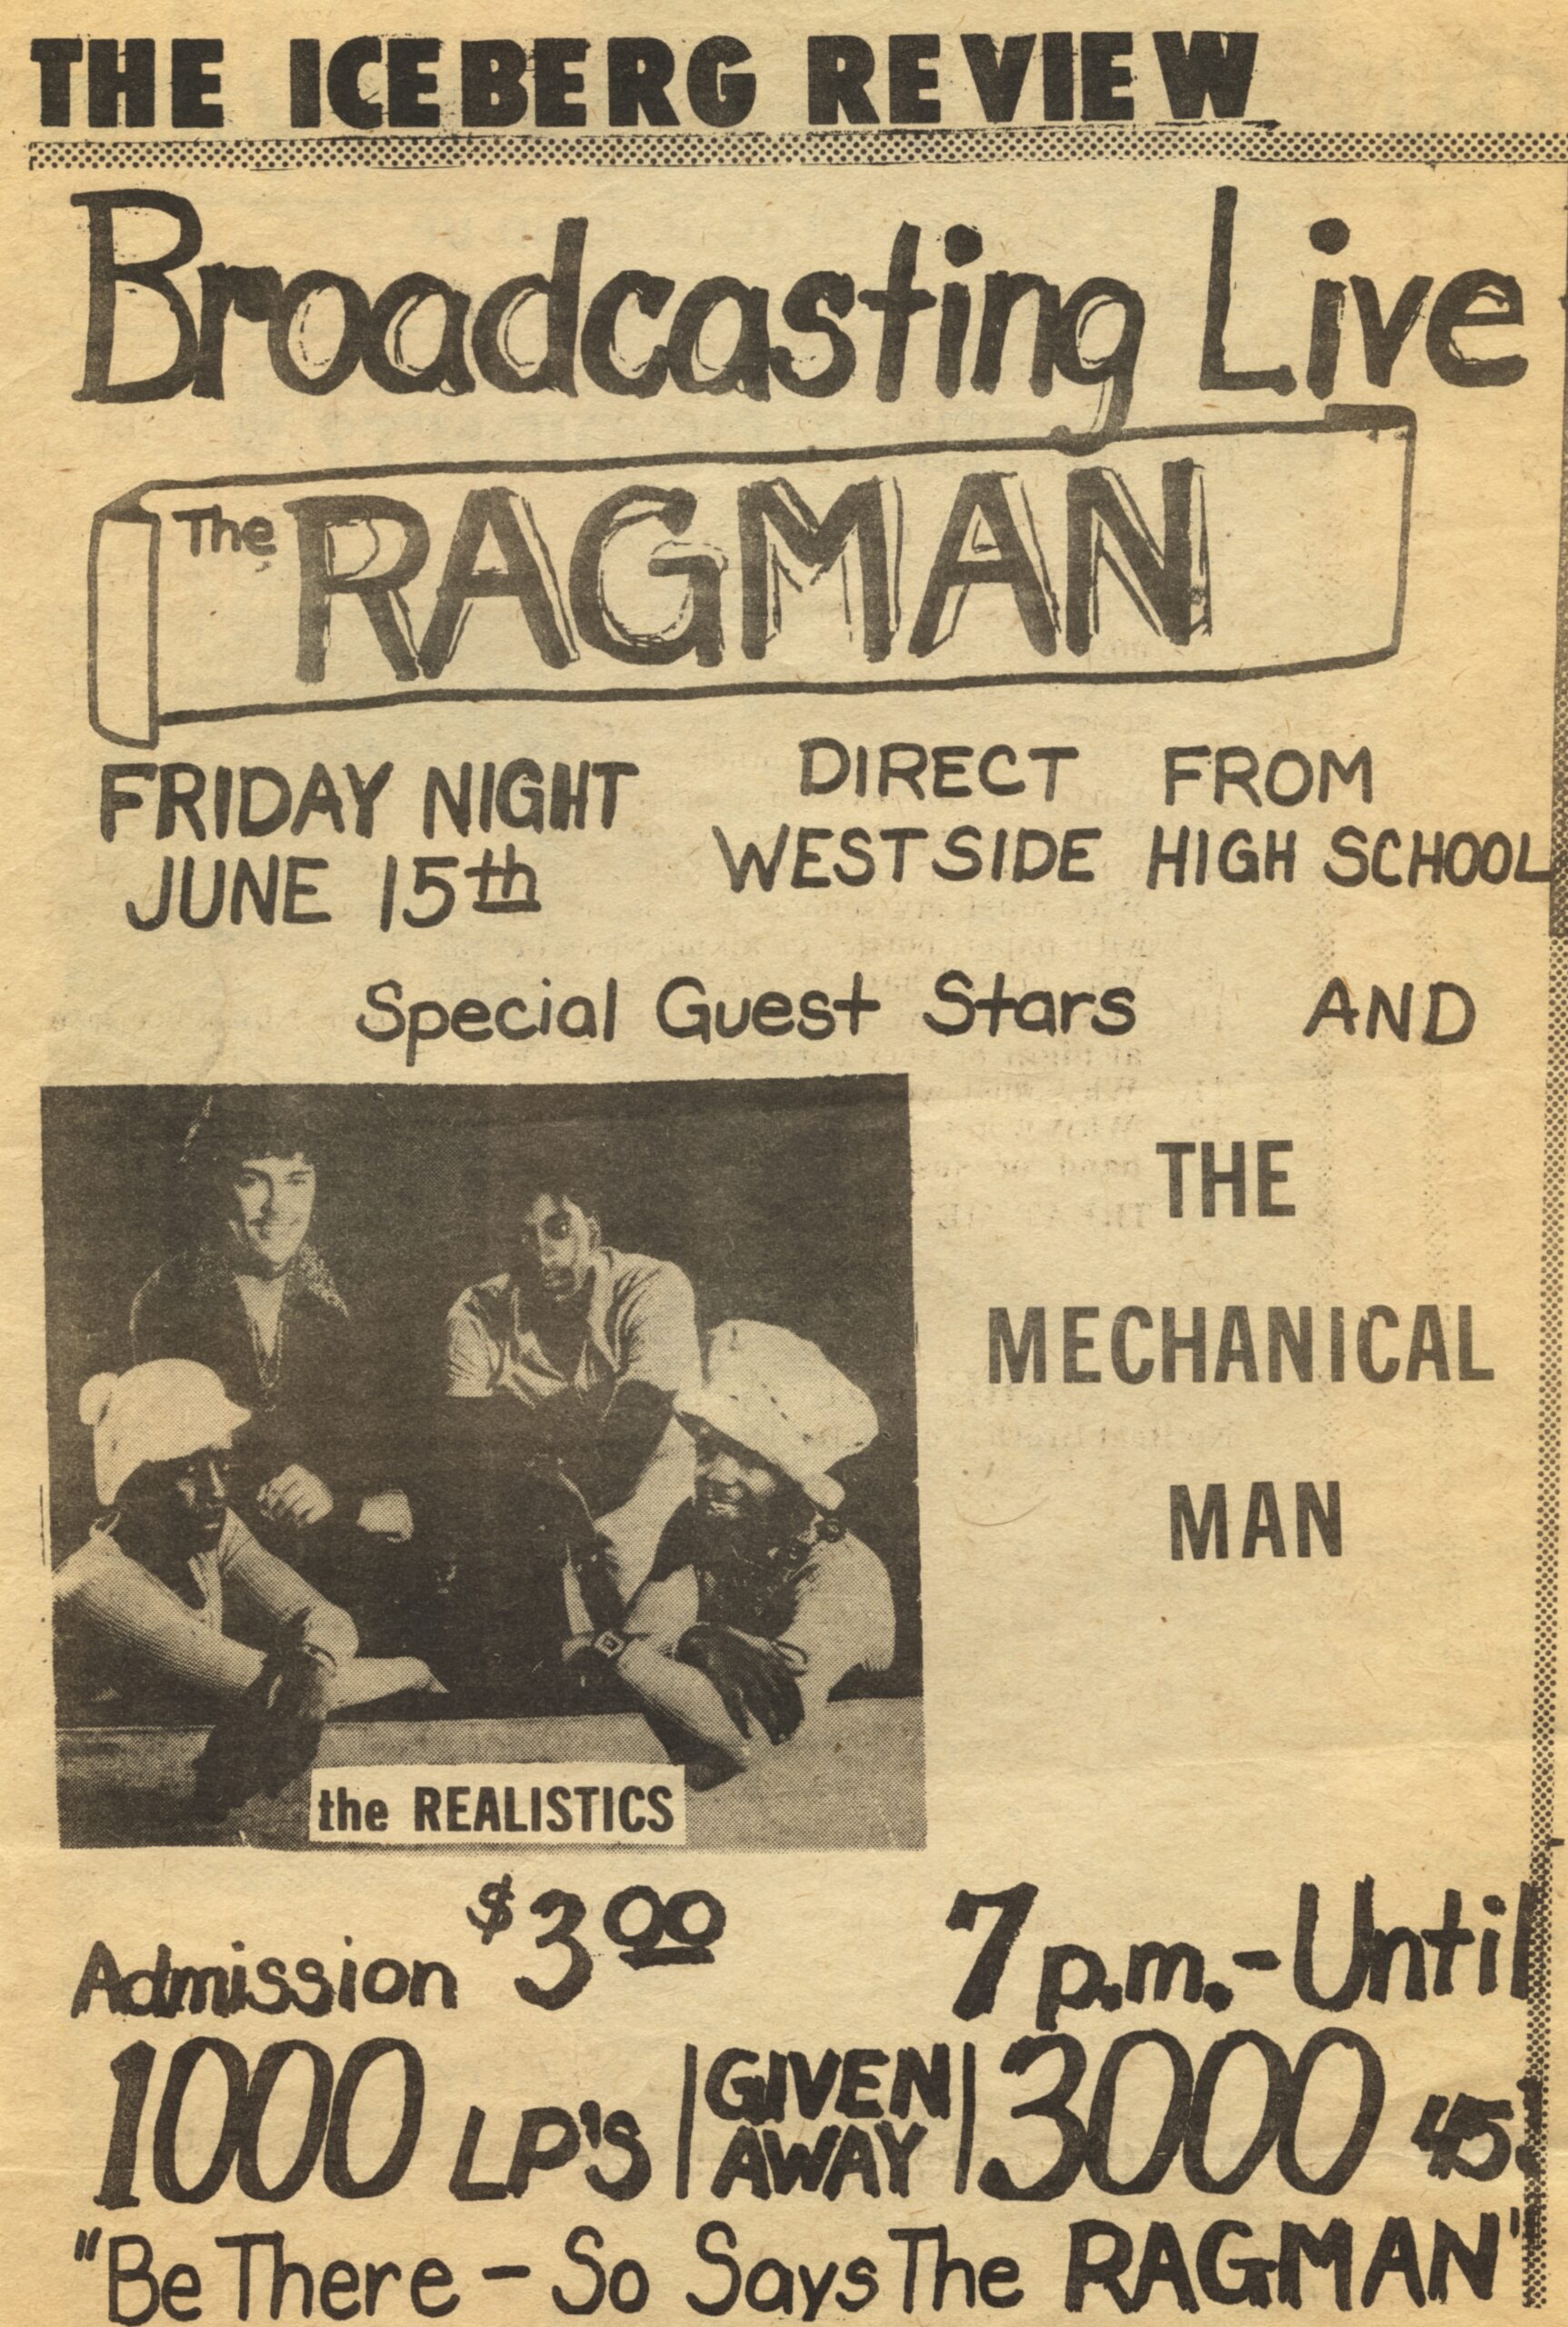 THE ICEBERG REVIEW
Broadcasting Live
The RAGMAN
FRIDAY NIGHT
JUNE 15th
DIRECT FROM
WESTSIDE HIGH SCHOOL
Special Guest Stars AND
THE
MECHANICAL
MAN
the REALISTICS
Admission $3 00
7 p.m.-Until
1000 LP'S GIVEN AWAY 3000 45s
"Be There - So Says The RAGMAN"